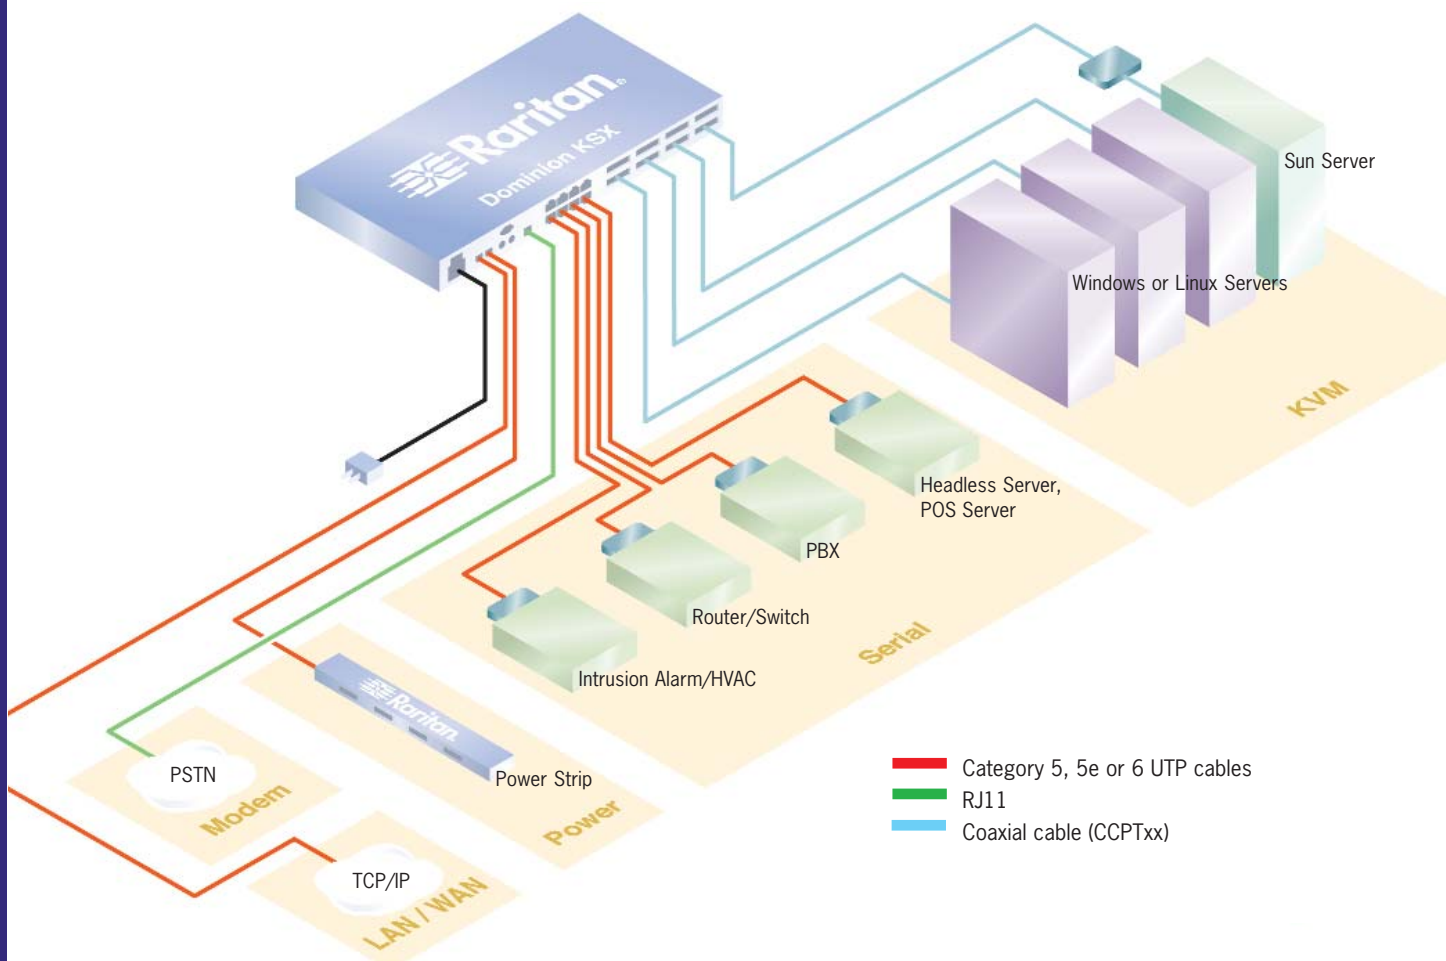 Raritan.®
Dominion KSX
Sun Server
Windows or Linux Servers
KVM
Headless Server,
POS Server
PBX
Router/Switch
Intrusion Alarm/HVAC
Serial
Raritan.
Power Strip
Power
PSTN
Modem
TCP/IP
LAN / WAN
Category 5, 5e or 6 UTP cables
RJ11
Coaxial cable (CCPTxx)